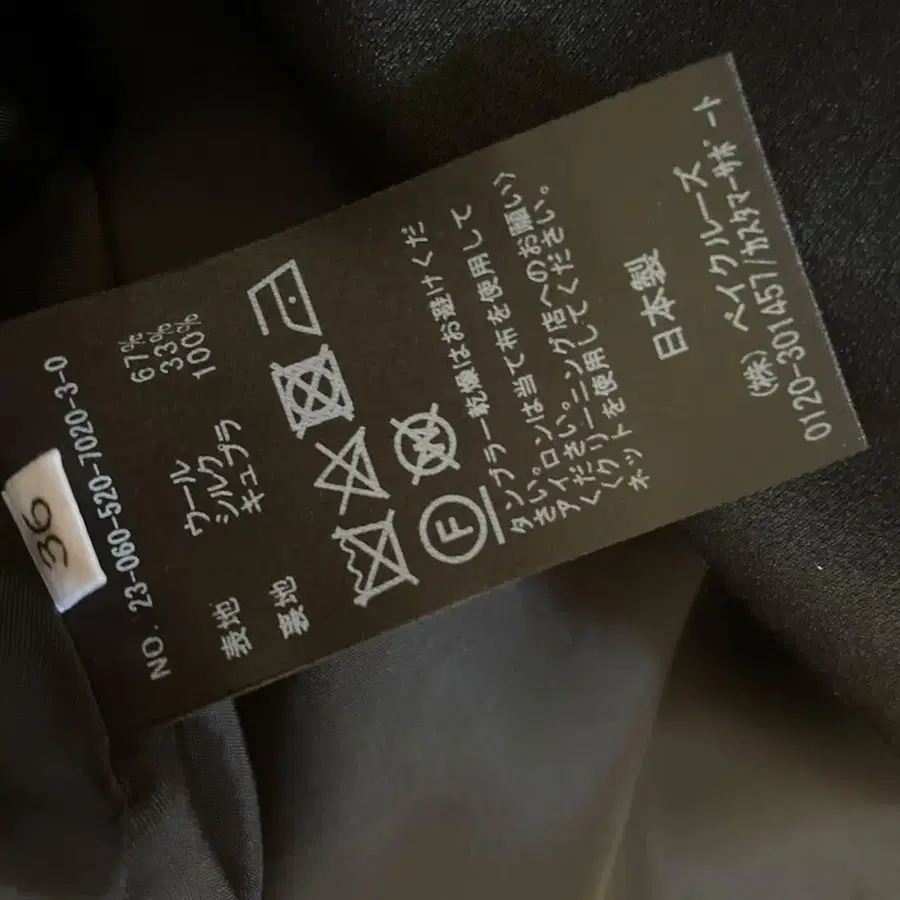 36
NO. 23-060-520-7020-3-0
表地 ウール 67%
シルク 33%
裏地 キュプラ 100%
F
タンブラー乾燥はお避けくだ
さい。
アイロンは当て布を使用して
ください。
〈クリーニング店へのお願い〉
ネットを使用してください。
日本製
(株)ベイクルーズ
0120-301457/カスタマーサポート